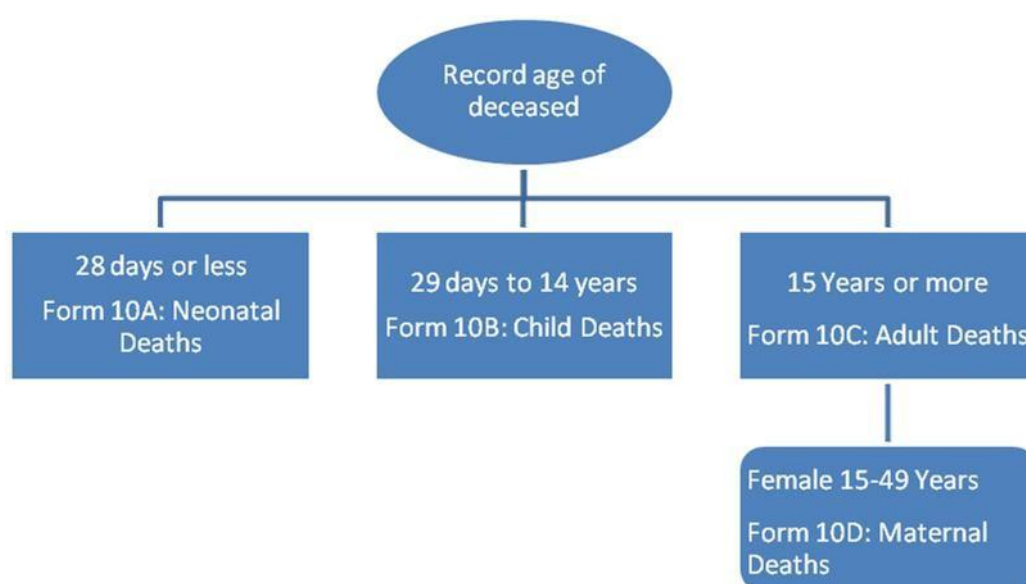 Record age of
deceased
28 days or less
Form 10A: Neonatal
Deaths
29 days to 14 years
Form 10B: Child Deaths
15 Years or more
Form 10C: Adult Deaths
Female 15-49 Years
Form 10D: Maternal
Deaths